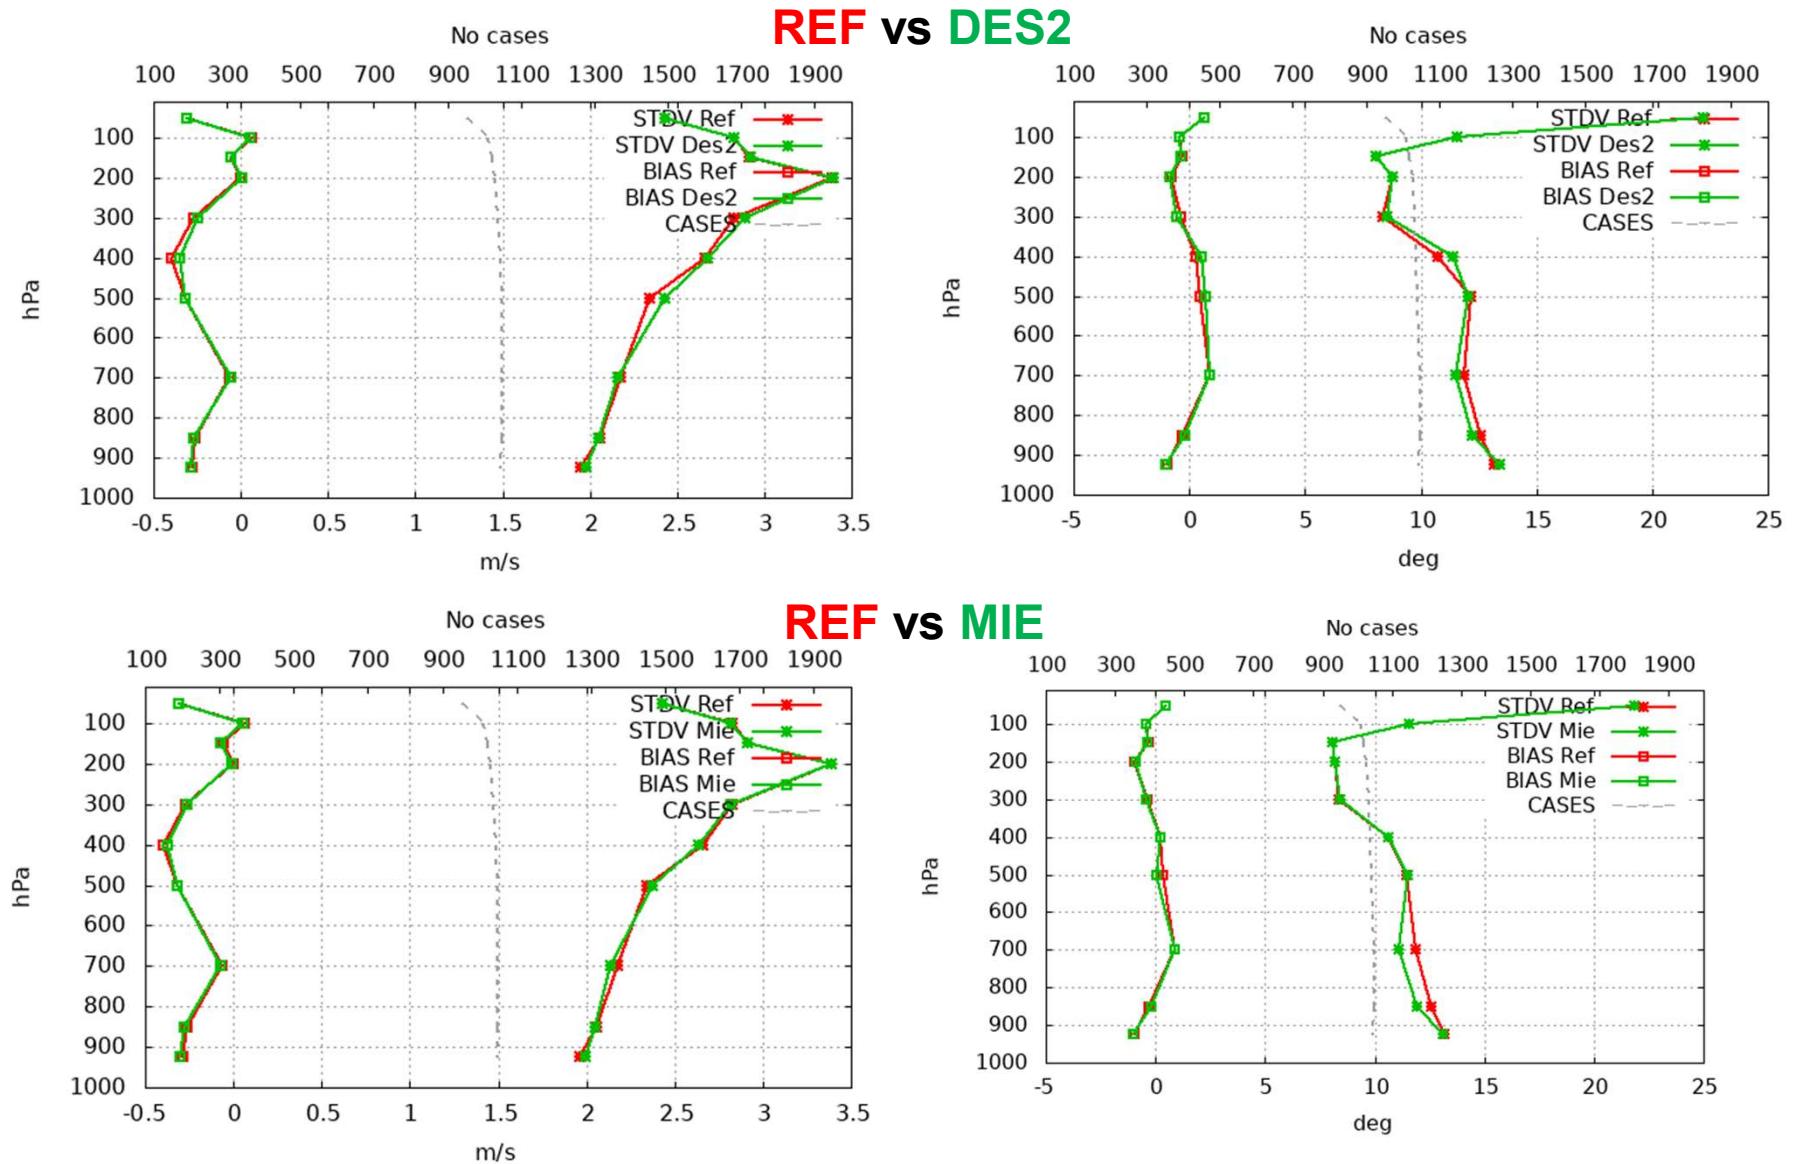 REF vs DES2
No cases
100 300 500 700 900 1100 1300 1500 1700 1900
STDV Ref
STDV Des2
BIAS Ref
BIAS Des2
CASES
hPa
100
200
300
400
500
600
700
800
900
1000
-0.5 0 0.5 1 1.5 2 2.5 3 3.5
m/s
No cases
100 300 500 700 900 1100 1300 1500 1700 1900
STDV Ref
STDV Des2
BIAS Ref
BIAS Des2
CASES
hPa
100
200
300
400
500
600
700
800
900
1000
-5 0 5 10 15 20 25
deg
REF vs MIE
No cases
100 300 500 700 900 1100 1300 1500 1700 1900
STDV Ref
STDV Mie
BIAS Ref
BIAS Mie
CASES
hPa
100
200
300
400
500
600
700
800
900
1000
-0.5 0 0.5 1 1.5 2 2.5 3 3.5
m/s
No cases
100 300 500 700 900 1100 1300 1500 1700 1900
STDV Ref
STDV Mie
BIAS Ref
BIAS Mie
CASES
hPa
100
200
300
400
500
600
700
800
900
1000
-5 0 5 10 15 20 25
deg